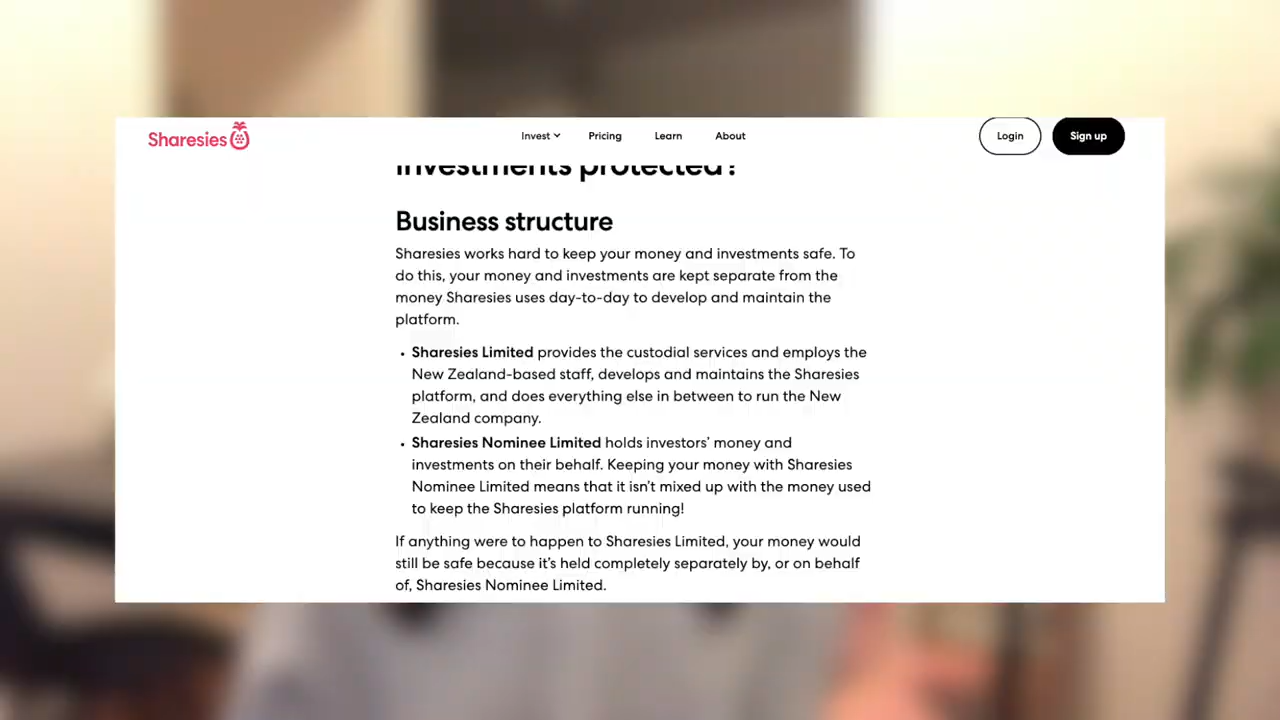 Sharesies
Invest
Pricing
Learn
About
Login
Sign up
investments protected?
Business structure
Sharesies works hard to keep your money and investments safe. To
do this, your money and investments are kept separate from the
money Sharesies uses day-to-day to develop and maintain the
platform.
• Sharesies Limited provides the custodial services and employs the
New Zealand-based staff, develops and maintains the Sharesies
platform, and does everything else in between to run the New
Zealand company.
• Sharesies Nominee Limited holds investors’ money and
investments on their behalf. Keeping your money with Sharesies
Nominee Limited means that it isn’t mixed up with the money used
to keep the Sharesies platform running!
If anything were to happen to Sharesies Limited, your money would
still be safe because it’s held completely separately by, or on behalf
of, Sharesies Nominee Limited.